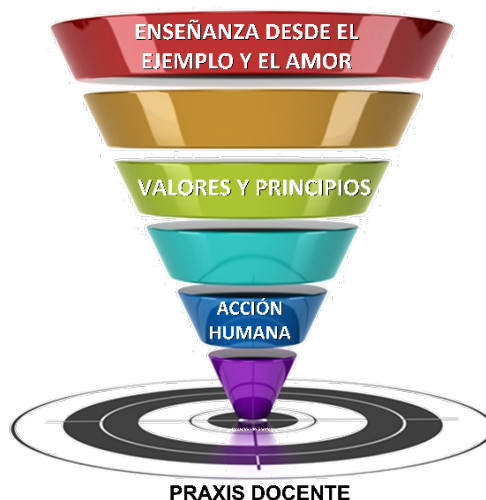 ENSEÑANZA DESDE EL
EJEMPLO Y EL AMOR
VALORES Y PRINCIPIOS
ACCIÓN
HUMANA
PRAXIS DOCENTE